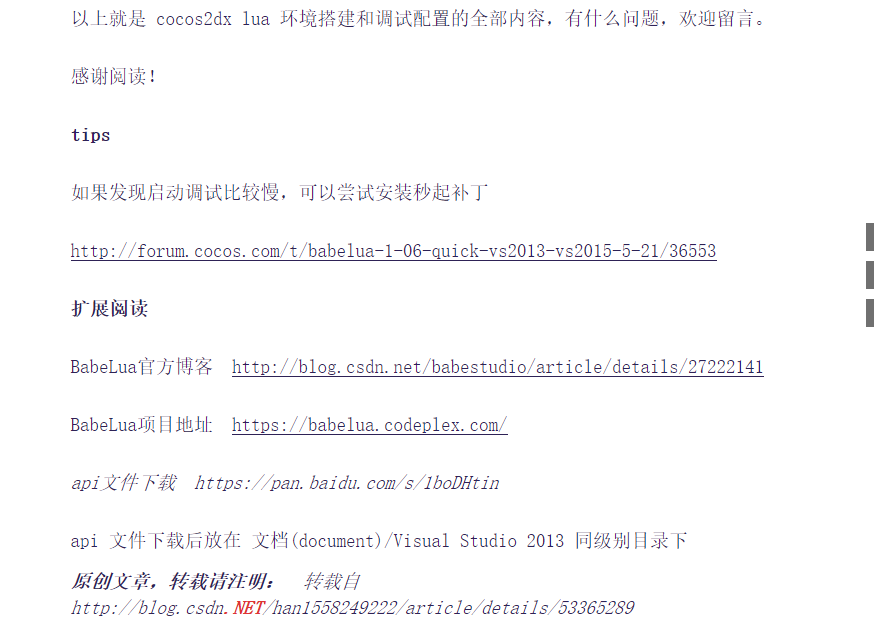 以上就是 cocos2dx lua 环境搭建和调试配置的全部内容，有什么问题，欢迎留言。
感谢阅读！
tips
如果发现启动调试比较慢，可以尝试安装秒起补丁
http://forum.cocos.com/t/babelua-1-06-quick-vs2013-vs2015-5-21/36553
扩展阅读
BabeLua官方博客  http://blog.csdn.net/babestudio/article/details/27222141
BabeLua项目地址  https://babelua.codeplex.com/
api文件下载  https://pan.baidu.com/s/1boDHtin
api 文件下载后放在 文档(document)/Visual Studio 2013 同级别目录下
原创文章，转载请注明：  转载自
http://blog.csdn.NET/han1558249222/article/details/53365289